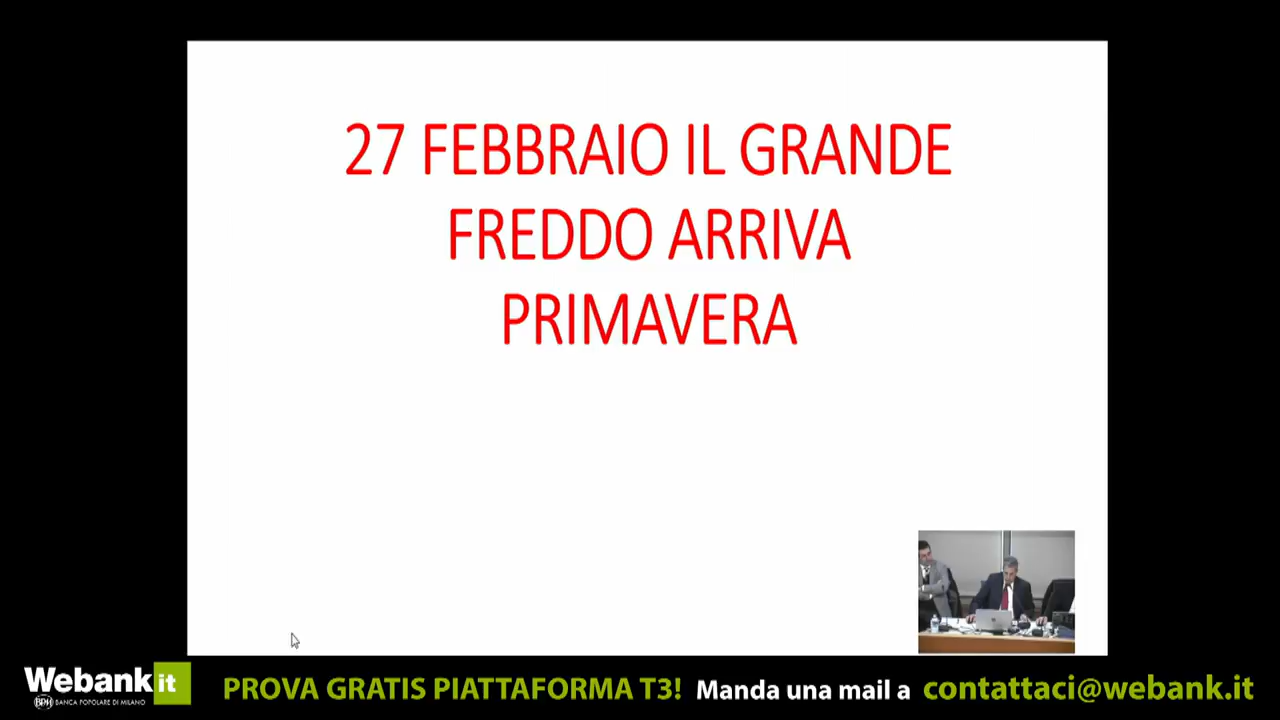 27 FEBBRAIO IL GRANDE
FREDDO ARRIVA
PRIMAVERA
Webank it
BPM BANCA POPOLARE DI MILANO
PROVA GRATIS PIATTAFORMA T3! Manda una mail a contattaci@webank.it